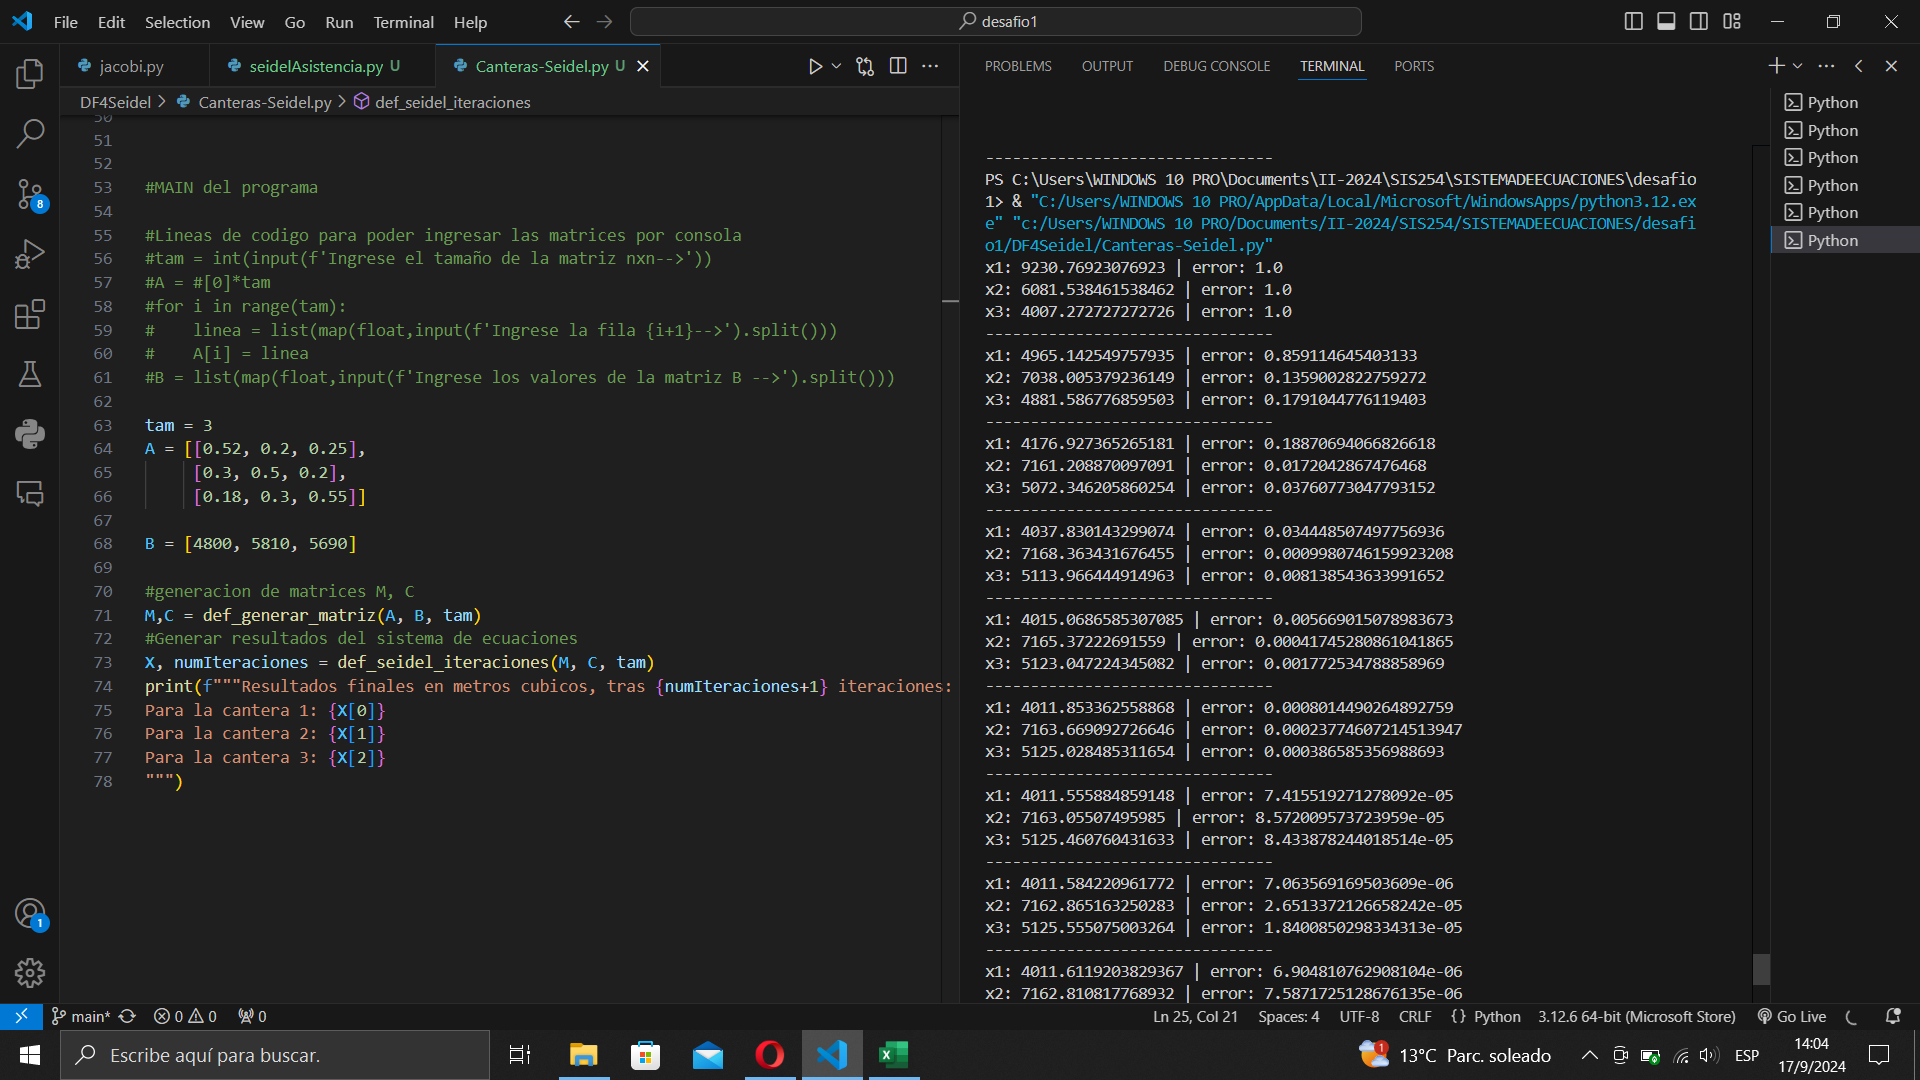 File Edit Selection View Go Run Terminal Help
desafio1
jacobi.py
seidelAsistencia.py U
Canteras-Seidel.py U
DF4Seidel > Canteras-Seidel.py > def_seidel_iteraciones
50
51
52
53 #MAIN del programa
54
55 #Lineas de codigo para poder ingresar las matrices por consola
56 #tam = int(input(f'Ingrese el tamaño de la matriz nxn-->'))
57 #A = #[0]*tam
58 #for i in range(tam):
59 #    linea = list(map(float,input(f'Ingrese la fila {i+1}-->').split()))
60 #    A[i] = linea
61 #B = list(map(float,input(f'Ingrese los valores de la matriz B -->').split()))
62
63 tam = 3
64 A = [[0.52, 0.2, 0.25],
65      [0.3, 0.5, 0.2],
66      [0.18, 0.3, 0.55]]
67
68 B = [4800, 5810, 5690]
69
70 #generacion de matrices M, C
71 M,C = def_generar_matriz(A, B, tam)
72 #Generar resultados del sistema de ecuaciones
73 X, numIteraciones = def_seidel_iteraciones(M, C, tam)
74 print(f"""Resultados finales en metros cubicos, tras {numIteraciones+1} iteraciones:
75 Para la cantera 1: {X[0]}
76 Para la cantera 2: {X[1]}
77 Para la cantera 3: {X[2]}
78 """)
PROBLEMS OUTPUT DEBUG CONSOLE TERMINAL PORTS
--------------------------------
PS C:\Users\WINDOWS 10 PRO\Documents\II-2024\SIS254\SISTEMADEECUACIONES\desafio
1> & "C:/Users/WINDOWS 10 PRO/AppData/Local/Microsoft/WindowsApps/python3.12.ex
e" "c:/Users/WINDOWS 10 PRO/Documents/II-2024/SIS254/SISTEMADEECUACIONES/desafi
o1/DF4Seidel/Canteras-Seidel.py"
x1: 9230.76923076923 | error: 1.0
x2: 6081.538461538462 | error: 1.0
x3: 4007.272727272726 | error: 1.0
--------------------------------
x1: 4965.142549757935 | error: 0.859114645403133
x2: 7038.005379236149 | error: 0.1359002822759272
x3: 4881.586776859503 | error: 0.1791044776119403
--------------------------------
x1: 4176.927365265181 | error: 0.18870694066826618
x2: 7161.208870097091 | error: 0.0172042867476468
x3: 5072.346205860254 | error: 0.03760773047793152
--------------------------------
x1: 4037.830143299074 | error: 0.034448507497756936
x2: 7168.363431676455 | error: 0.0009980746159923208
x3: 5113.966444914963 | error: 0.008138543633991652
--------------------------------
x1: 4015.0686585307085 | error: 0.005669015078983673
x2: 7165.37222691559 | error: 0.00041745280861041865
x3: 5123.047224345082 | error: 0.0017725347888589​69
--------------------------------
x1: 4011.853362558868 | error: 0.0008014490264892759
x2: 7163.669092726646 | error: 0.00023774607214513947
x3: 5125.028485311654 | error: 0.000386585356988693
--------------------------------
x1: 4011.555884859148 | error: 7.415519271278092e-05
x2: 7163.05507495985 | error: 8.572009573723959e-05
x3: 5125.460760431633 | error: 8.433878244018514e-05
--------------------------------
x1: 4011.584220961772 | error: 7.063569169503609e-06
x2: 7162.865163250283 | error: 2.6513372126658242e-05
x3: 5125.555075003264 | error: 1.8400850298334313e-05
--------------------------------
x1: 4011.6119203829367 | error: 6.904810762908104e-06
x2: 7162.810817768932 | error: 7.5871725128676135e-06
Python
Python
Python
Python
Python
Python
8
1
main* 0 0 0
Ln 25, Col 21 Spaces: 4 UTF-8 CRLF {} Python 3.12.6 64-bit (Microsoft Store) Go Live
Escribe aquí para buscar.
1
13°C Parc. soleado
ESP
14:04
17/9/2024